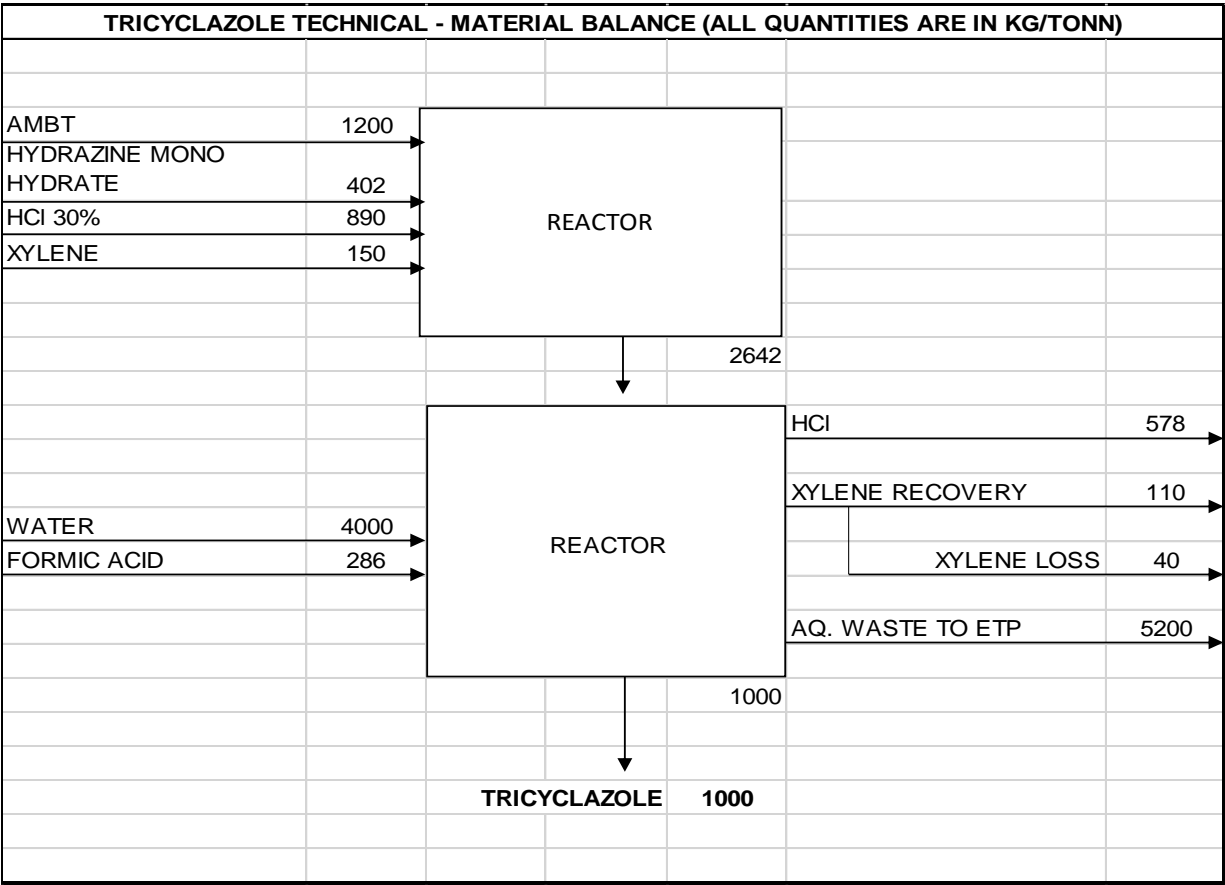 TRICYCLAZOLE TECHNICAL - MATERIAL BALANCE (ALL QUANTITIES ARE IN KG/TONN)
AMBT 1200
HYDRAZINE MONO
HYDRATE 402
HCl 30% 890
REACTOR
XYLENE 150
2642
HCl 578
XYLENE RECOVERY 110
WATER 4000
REACTOR
FORMIC ACID 286
XYLENE LOSS 40
AQ. WASTE TO ETP 5200
1000
TRICYCLAZOLE 1000